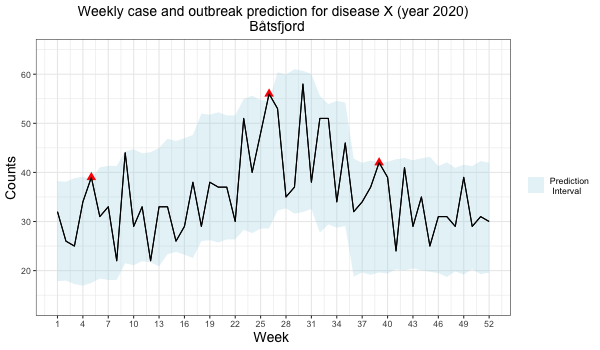 Weekly case and outbreak prediction for disease X (year 2020)
Båtsfjord
60
50
40
30
20
Counts
1 4 7 10 13 16 19 22 25 28 31 34 37 40 43 46 49 52
Week
Prediction
Interval